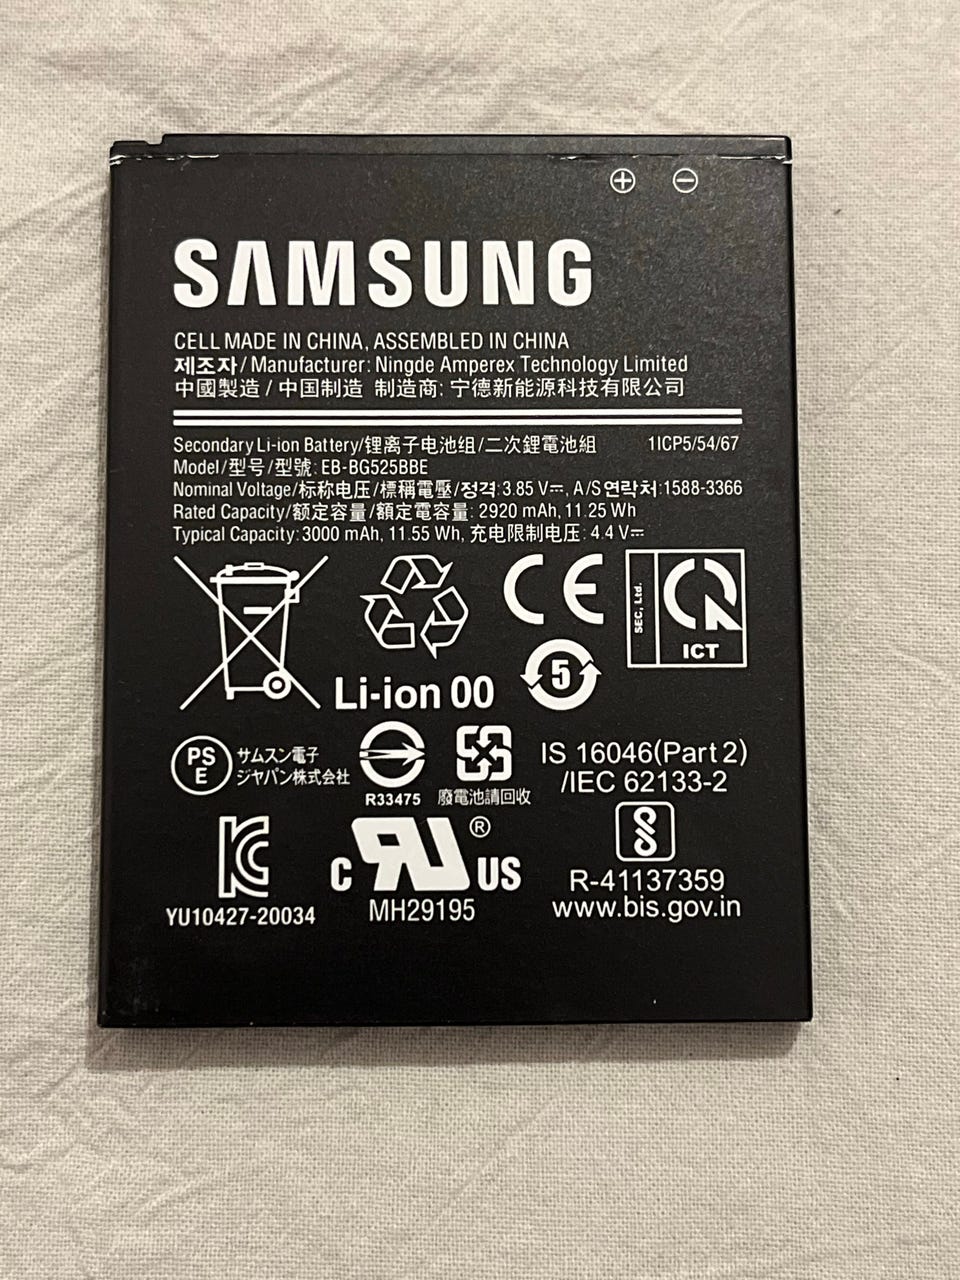 SAMSUNG
CELL MADE IN CHINA, ASSEMBLED IN CHINA
제조자/Manufacturer: Ningde Amperex Technology Limited
中國製造/中国制造 制造商: 宁德新能源科技有限公司
Secondary Li-ion Battery/锂离子电池组/二次鋰電池組 1ICP5/54/67
Model/型号/型號: EB-BG525BBE
Nominal Voltage/标称电压/標稱電壓/정격: 3.85 V⎓, A/S연락처:1588-3366
Rated Capacity/额定容量/額定電容量: 2920 mAh, 11.25 Wh
Typical Capacity: 3000 mAh, 11.55 Wh, 充电限制电压: 4.4 V⎓
CE
SEC, Ltd.
ICT
Li-ion 00
5
PS
E
サムスン電子
ジャパン株式会社
R33475
廢電池請回收
IS 16046(Part 2)
/IEC 62133-2
KC
YU10427-20034
C RU ® US
MH29195
R-41137359
www.bis.gov.in